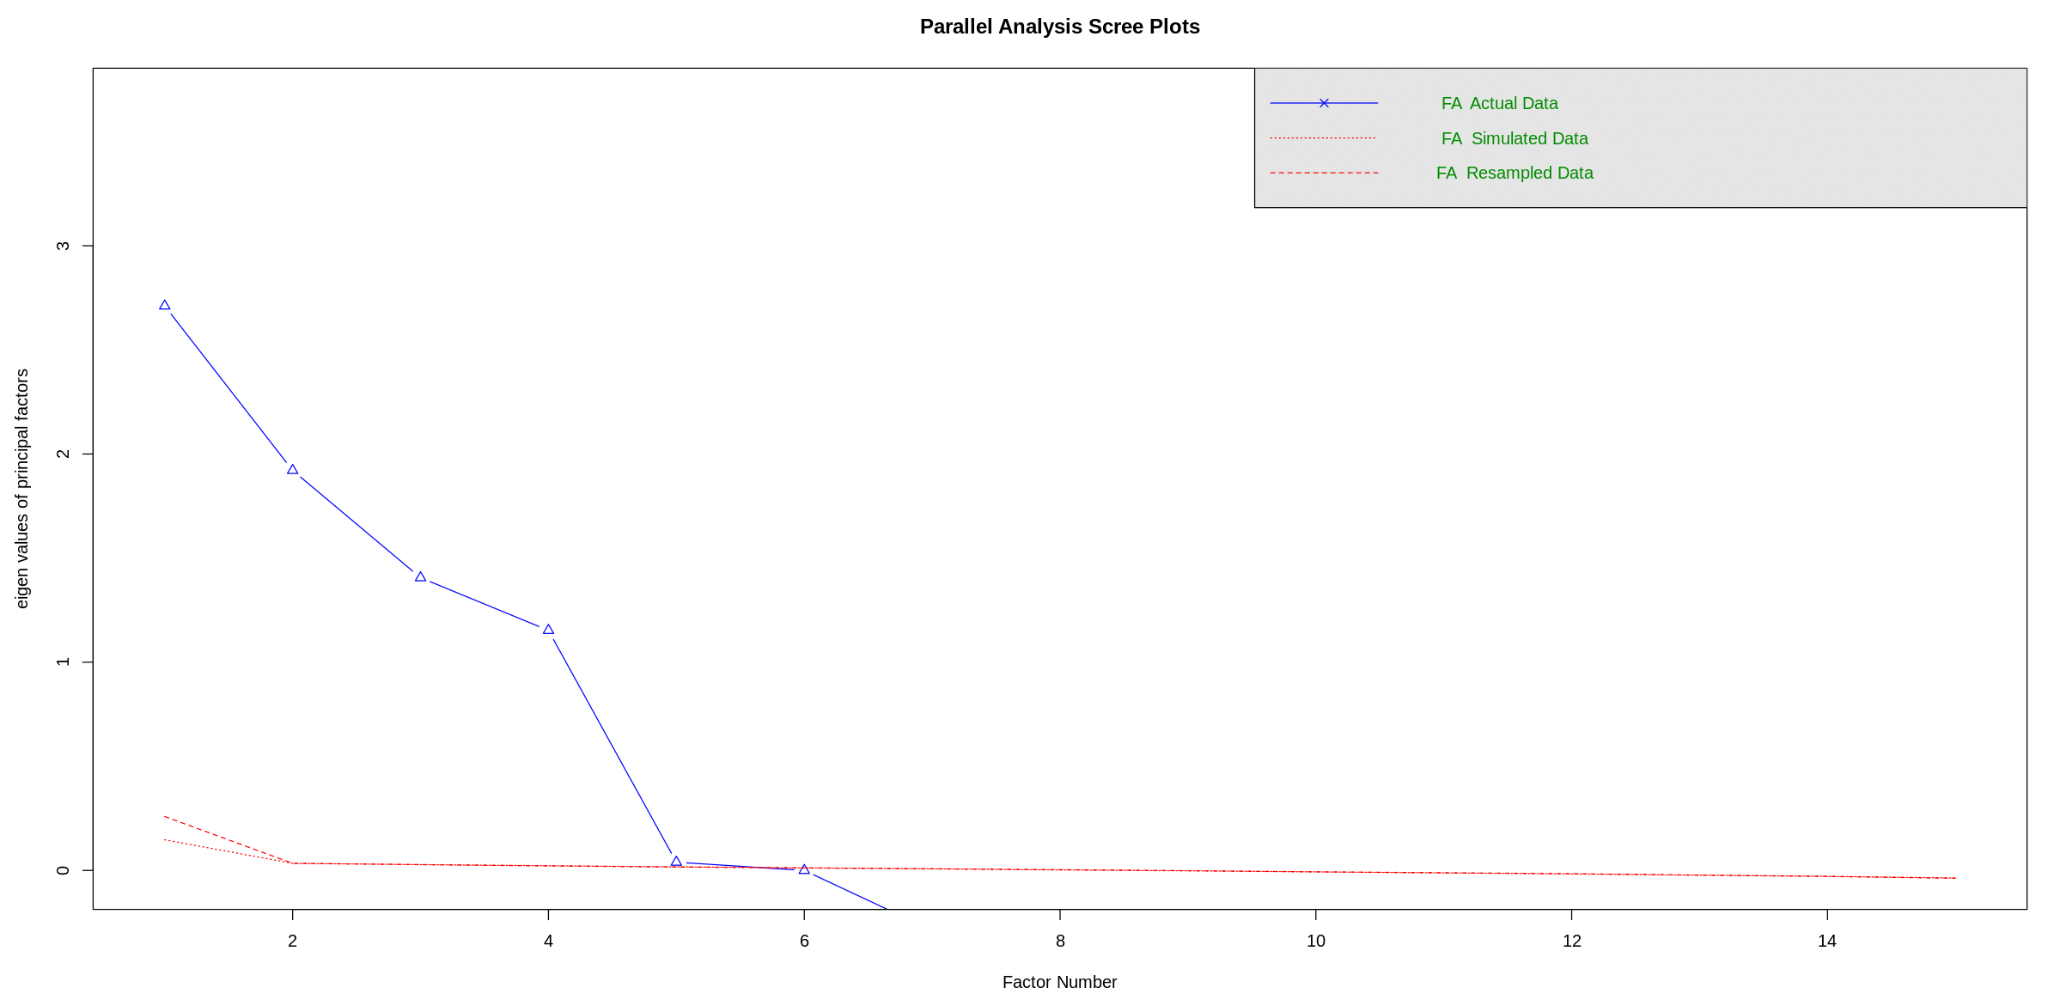 Parallel Analysis Scree Plots
FA  Actual Data
FA  Simulated Data
FA  Resampled Data
eigen values of principal factors
3
2
1
0
2
4
6
8
10
12
14
Factor Number